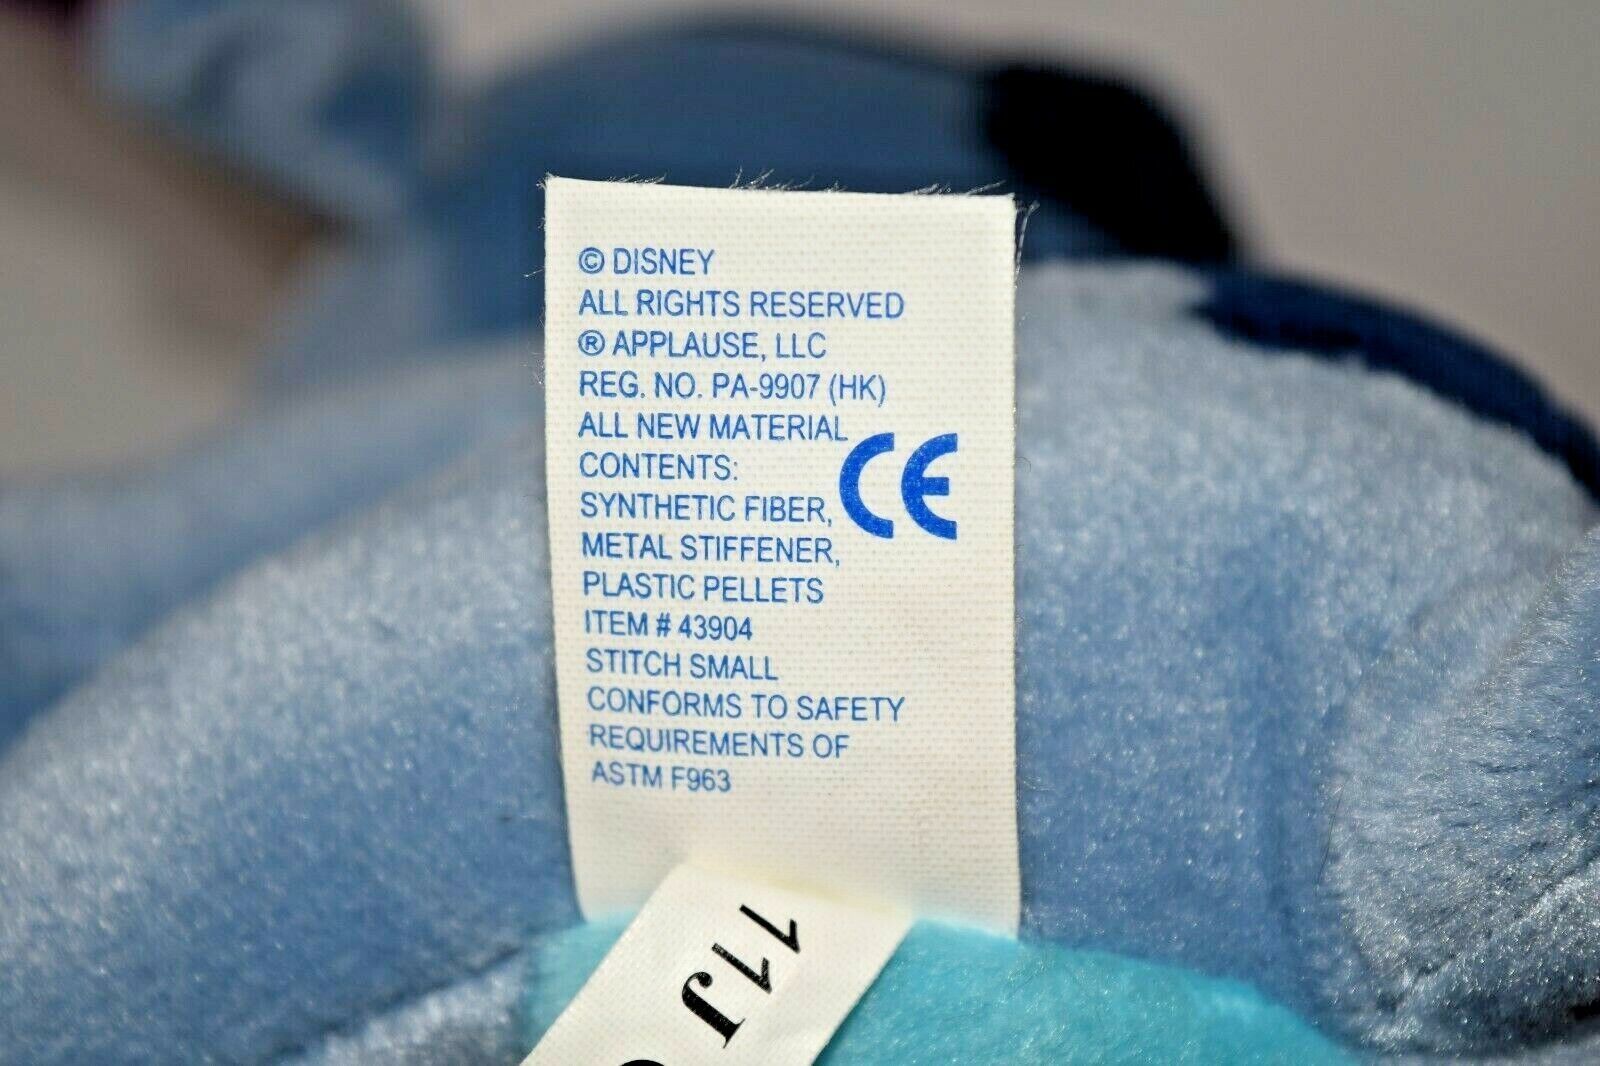 © DISNEY
ALL RIGHTS RESERVED
® APPLAUSE, LLC
REG. NO. PA-9907 (HK)
ALL NEW MATERIAL
CONTENTS:
SYNTHETIC FIBER,
METAL STIFFENER,
PLASTIC PELLETS
ITEM # 43904
STITCH SMALL
CONFORMS TO SAFETY
REQUIREMENTS OF
ASTM F963
CE
11J